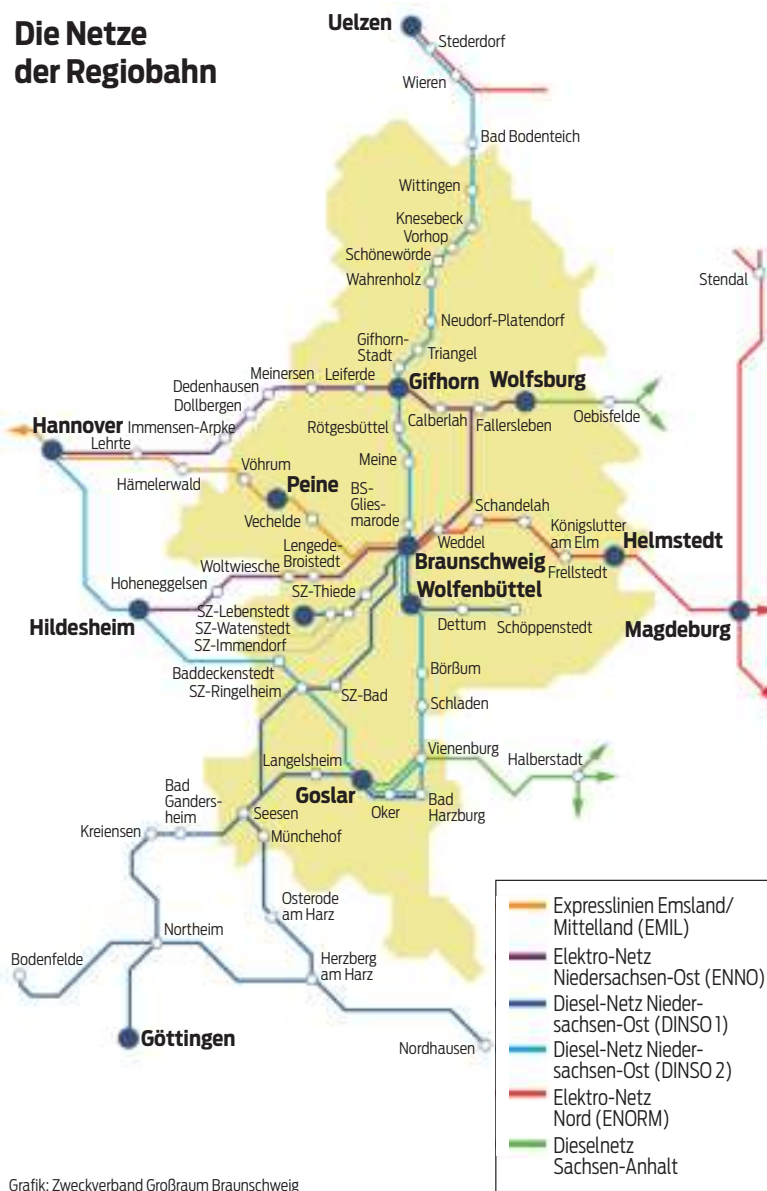 Die Netze
der Regiobahn
Uelzen
Stederdorf
Wieren
Bad Bodenteich
Wittingen
Knesebeck
Vorhop
Schönewörde
Wahrenholz
Stendal
Neudorf-Platendorf
Gifhorn-
Stadt
Triangel
Meinersen
Leiferde
Gifhorn
Wolfsburg
Dedenhausen
Dollbergen
Immensen-Arpke
Hannover
Lehrte
Calberlah
Fallersleben
Oebisfelde
Rötgesbüttel
Hämelerwald
Vöhrum
Meine
Peine
Vechelde
BS-
Glies-
marode
Schandelah
Weddel
Königslutter
am Elm
Helmstedt
Frellstedt
Lengede-
Broistedt
Woltwiesche
Braunschweig
Hoheneggelsen
SZ-Thiede
Wolfenbüttel
SZ-Lebenstedt
SZ-Watenstedt
SZ-Immendorf
Hildesheim
Dettum
Schöppenstedt
Magdeburg
Baddeckenstedt
SZ-Ringelheim
SZ-Bad
Börßum
Schladen
Langelsheim
Vienenburg
Halberstadt
Goslar
Oker
Bad
Harzburg
Bad
Ganders-
heim
Seesen
Kreiensen
Münchehof
Osterode
am Harz
Northeim
Bodenfelde
Herzberg
am Harz
Göttingen
Nordhausen
Expresslinien Emsland/
Mittelland (EMIL)
Elektro-Netz
Niedersachsen-Ost (ENNO)
Diesel-Netz Nieder-
sachsen-Ost (DINSO 1)
Diesel-Netz Nieder-
sachsen-Ost (DINSO 2)
Elektro-Netz
Nord (ENORM)
Dieselnetz
Sachsen-Anhalt
Grafik: Zweckverband Großraum Braunschweig